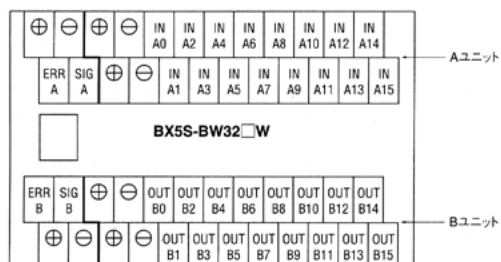 ⊕ ⊖ ⊕ ⊖ IN A0 IN A2 IN A4 IN A6 IN A8 IN A10 IN A12 IN A14
Aユニット
ERR A SIG A ⊕ ⊖ IN A1 IN A3 IN A5 IN A7 IN A9 IN A11 IN A13 IN A15
BX5S-BW32□W
ERR B SIG B ⊕ ⊖ OUT B0 OUT B2 OUT B4 OUT B6 OUT B8 OUT B10 OUT B12 OUT B14
Bユニット
⊕ ⊖ ⊕ ⊖ OUT B1 OUT B3 OUT B5 OUT B7 OUT B9 OUT B11 OUT B13 OUT B15